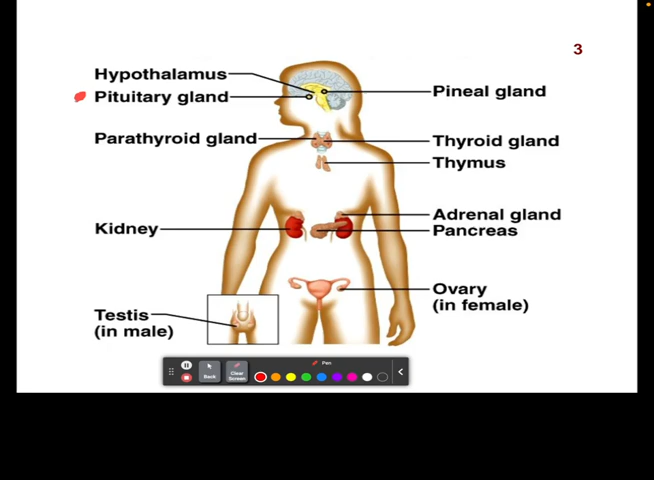 3
Hypothalamus
Pituitary gland
Pineal gland
Parathyroid gland
Thyroid gland
Thymus
Adrenal gland
Kidney
Pancreas
Ovary
(in female)
Testis
(in male)
Pen
Back
Clear
Screen